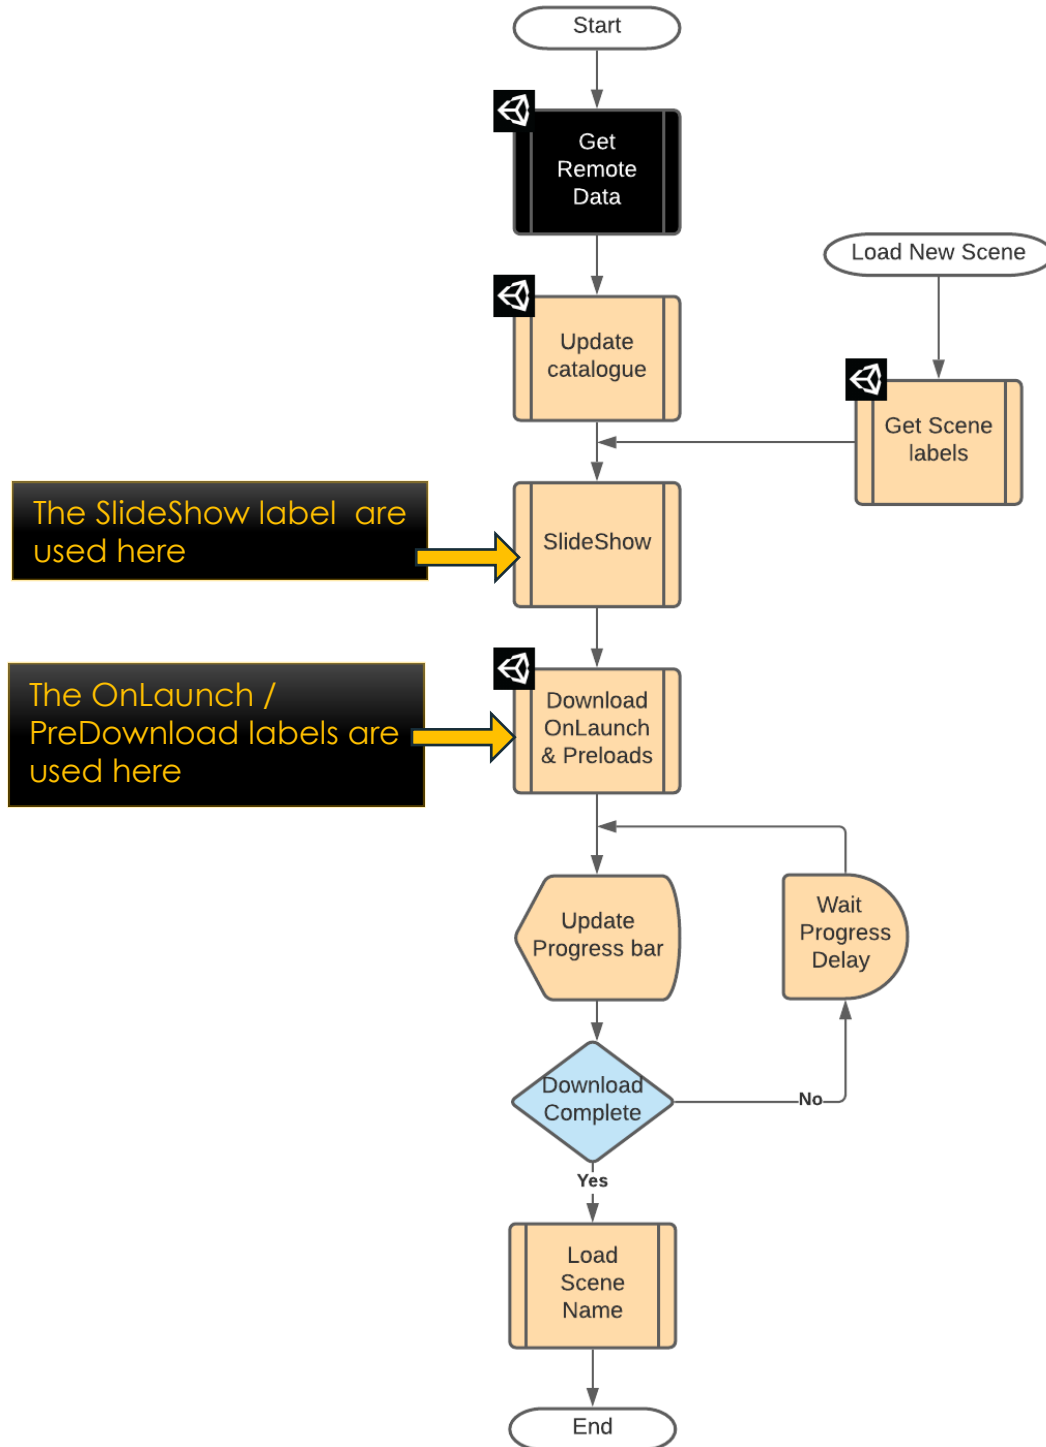 Start
Get
Remote
Data
Load New Scene
Update
catalogue
Get Scene
labels
The SlideShow label  are
used here
SlideShow
The OnLaunch /
PreDownload labels are
used here
Download
OnLaunch
& Preloads
Update
Progress bar
Wait
Progress
Delay
Download
Complete
No
Yes
Load
Scene
Name
End